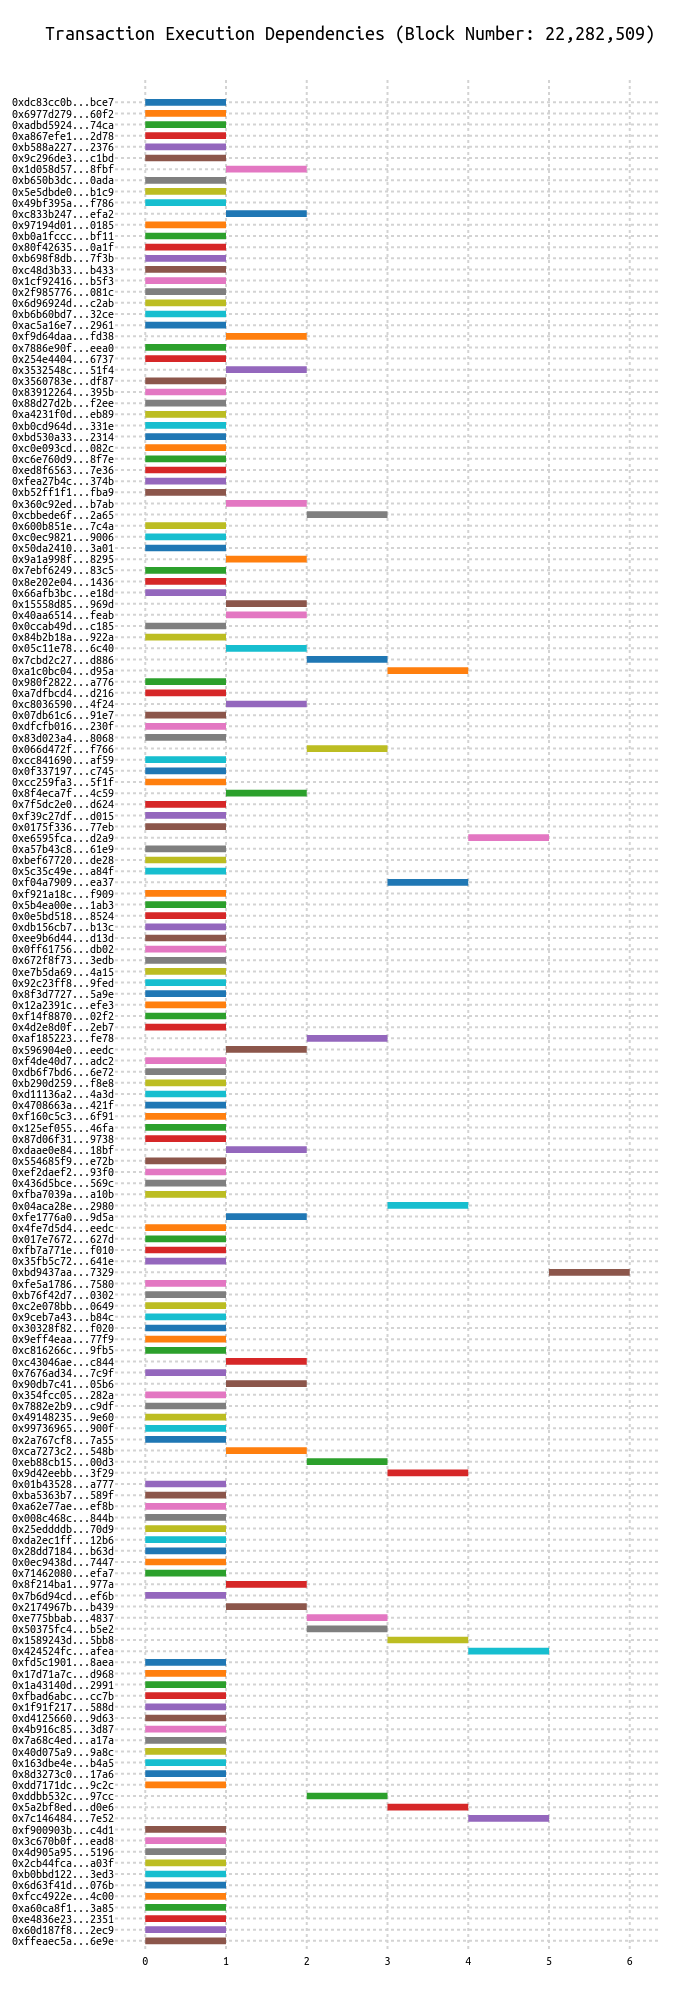 Transaction Execution Dependencies (Block Number: 22,282,509)
0xdc83cc0b...bce7
0x6977d279...60f2
0xadbd5924...74ca
0xa867efe1...2d78
0xb588a227...2376
0x9c296de3...c1bd
0x1d058d57...8fbf
0xb650b3dc...0ada
0x5e5dbde0...b1c9
0x49bf395a...f786
0xc833b247...efa2
0x97194d01...0185
0xb0a1fccc...bf11
0x80f42635...0a1f
0xb698f8db...7f3b
0xc48d3b33...b433
0x1cf92416...b5f3
0x2f985776...081c
0x6d96924d...c2ab
0xb6b60bd7...32ce
0xac5a16e7...2961
0xf9d64daa...fd38
0x7886e90f...eea0
0x254e4404...6737
0x3532548c...51f4
0x3560783e...df87
0x83912264...395b
0x88d27d2b...f2ee
0xa4231f0d...eb89
0xb0cd964d...331e
0xbd530a33...2314
0xc0e093cd...082c
0xc6e760d9...8f7e
0xed8f6563...7e36
0xfea27b4c...374b
0xb52ff1f1...fba9
0x360c92ed...b7ab
0xcbbede6f...2a65
0x600b851e...7c4a
0xc0ec9821...9006
0x50da2410...3a01
0x9a1a998f...8295
0x7ebf6249...83c5
0x8e202e04...1436
0x66afb3bc...e18d
0x15558d85...969d
0x40aa6514...feab
0x0ccab49d...c185
0x84b2b18a...922a
0x05c11e78...6c40
0x7cbd2c27...d886
0xa1c0bc04...d95a
0x980f2822...a776
0xa7dfbcd4...d216
0xc8036590...4f24
0x07db61c6...91e7
0xdfcfb016...230f
0x83d023a4...8068
0x066d472f...f766
0xcc841690...af59
0x0f337197...c745
0xcc259fa3...5f1f
0x8f4eca7f...4c59
0x7f5dc2e0...d624
0xf39c27df...d015
0x0175f336...77eb
0xe6595fca...d2a9
0xa57b43c8...61e9
0xbef67720...de28
0x5c35c49e...a84f
0xf04a7909...ea37
0xf921a18c...f909
0x5b4ea00e...1ab3
0x0e5bd518...8524
0xdb156cb7...b13c
0xee9b6d44...d13d
0x0ff61756...db02
0x672f8f73...3edb
0xe7b5da69...4a15
0x92c23ff8...9fed
0x8f3d7727...5a9e
0x12a2391c...efe3
0xf14f8870...02f2
0x4d2e8d0f...2eb7
0xaf185223...fe78
0x596904e0...eedc
0xf4de40d7...adc2
0xdb6f7bd6...6e72
0xb290d259...f8e8
0xd11136a2...4a3d
0x4708663a...421f
0xf160c5c3...6f91
0x125ef055...46fa
0x87d06f31...9738
0xdaae0e84...18bf
0x554685f9...e72b
0xef2daef2...93f0
0x436d5bce...569c
0xfba7039a...a10b
0x04aca28e...2980
0xfe1776a0...9d5a
0x4fe7d5d4...eedc
0x017e7672...627d
0xfb7a771e...f010
0x35fb5c72...641e
0xbd9437aa...7329
0xfe5a1786...7580
0xb76f42d7...0302
0xc2e078bb...0649
0x9ceb7a43...b84c
0x30328f82...f020
0x9eff4eaa...77f9
0xc816266c...9fb5
0xc43046ae...c844
0x7676ad34...7c9f
0x90db7c41...05b6
0x354fcc05...282a
0x7882e2b9...c9df
0x49148235...9e60
0x99736965...900f
0x2a767cf8...7a55
0xca7273c2...548b
0xeb88cb15...00d3
0x9d42eebb...3f29
0x01b43528...a777
0xba5363b7...589f
0xa62e77ae...ef8b
0x008c468c...844b
0x25eddddb...70d9
0xda2ec1ff...12b6
0x28dd7184...b63d
0x0ec9438d...7447
0x71462080...efa7
0x8f214ba1...977a
0x7b6d94cd...ef6b
0x2174967b...b439
0xe775bbab...4837
0x50375fc4...b5e2
0x1589243d...5bb8
0x424524fc...afea
0xfd5c1901...8aea
0x17d71a7c...d968
0x1a43140d...2991
0xfbad6abc...cc7b
0x1f91f217...588d
0xd4125660...9d63
0x4b916c85...3d87
0x7a68c4ed...a17a
0x40d075a9...9a8c
0x163dbe4e...b4a5
0x8d3273c0...17a6
0xdd7171dc...9c2c
0xddbb532c...97cc
0x5a2bf8ed...d0e6
0x7c146484...7e52
0xf900903b...c4d1
0x3c670b0f...ead8
0x4d905a95...5196
0x2cb44fca...a03f
0xb0bbd122...3ed3
0x6d63f41d...076b
0xfcc4922e...4c00
0xa60ca8f1...3a85
0xe4836e23...2351
0x60d187f8...2ec9
0xffeaec5a...6e9e
0 1 2 3 4 5 6